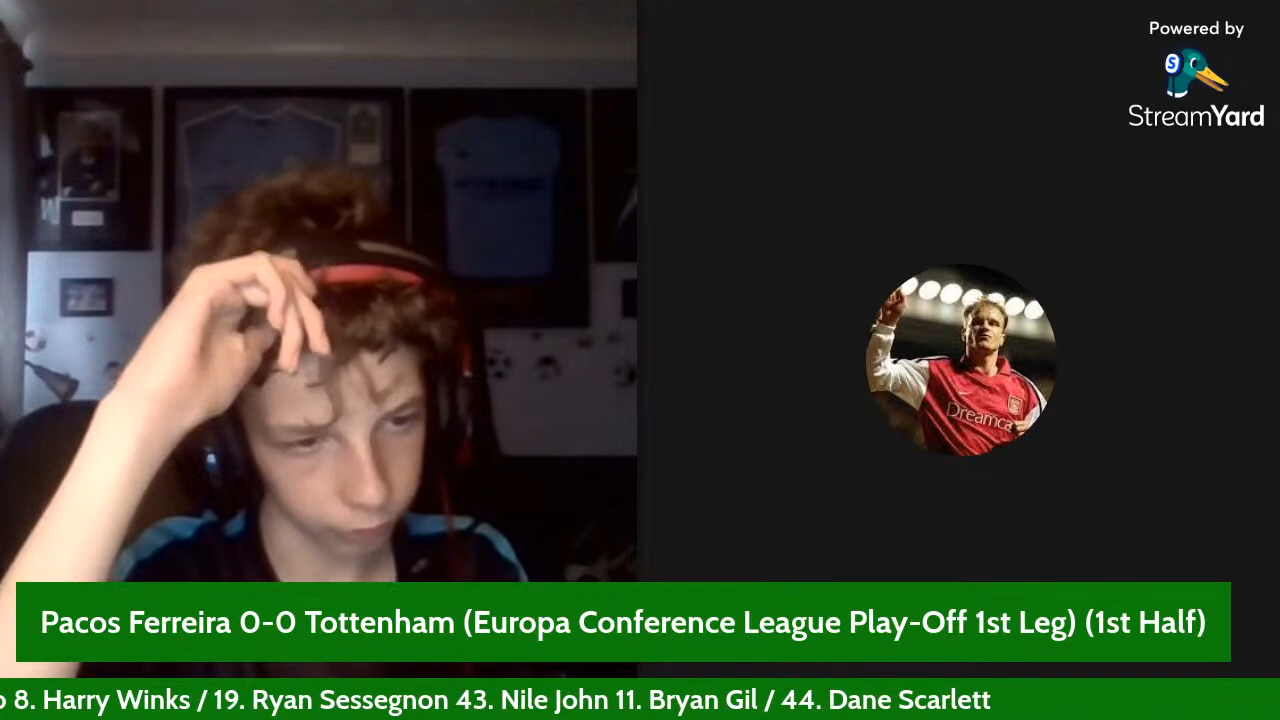 Powered by
S
StreamYard
Dreamca
Pacos Ferreira 0-0 Tottenham (Europa Conference League Play-Off 1st Leg) (1st Half)
8. Harry Winks / 19. Ryan Sessegnon 43. Nile John 11. Bryan Gil / 44. Dane Scarlett